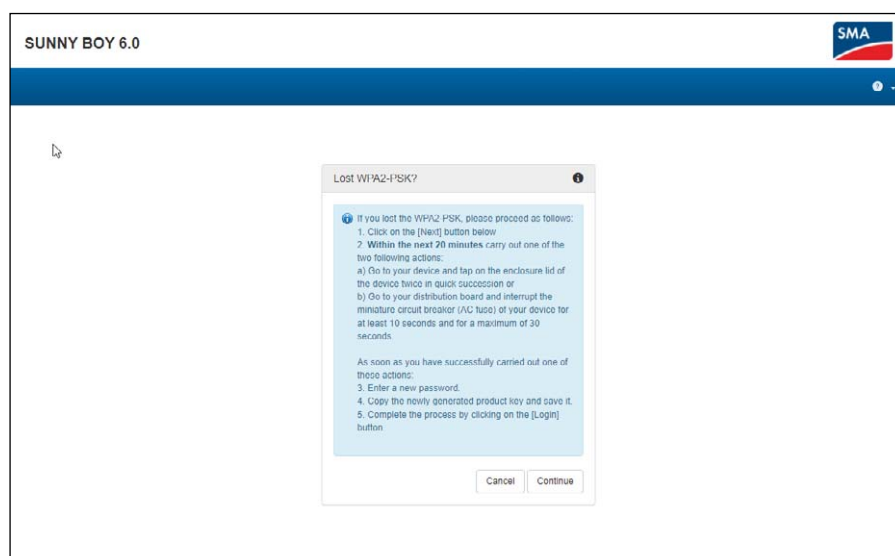 SUNNY BOY 6.0
SMA
Lost WPA2-PSK?
If you lost the WPA2 PSK, please proceed as follows:
1. Click on the [Next] button below
2. Within the next 20 minutes carry out one of the
two following actions:
a) Go to your device and tap on the enclosure lid of
the device twice in quick succession or
b) Go to your distribution board and interrupt the
miniature circuit breaker (AC fuse) of your device for
at least 10 seconds and for a maximum of 30
seconds.
As soon as you have successfully carried out one of
these actions:
3. Enter a new password.
4. Copy the newly generated product key and save it.
5. Complete the process by clicking on the [Login]
button
Cancel
Continue